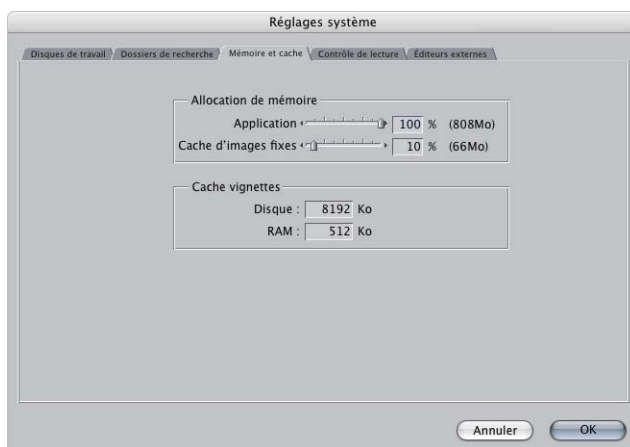 Réglages système
Disques de travail Dossiers de recherche Mémoire et cache Contrôle de lecture Éditeurs externes
Allocation de mémoire
Application 100 % (808Mo)
Cache d'images fixes 10 % (66Mo)
Cache vignettes
Disque : 8192 Ko
RAM : 512 Ko
Annuler OK